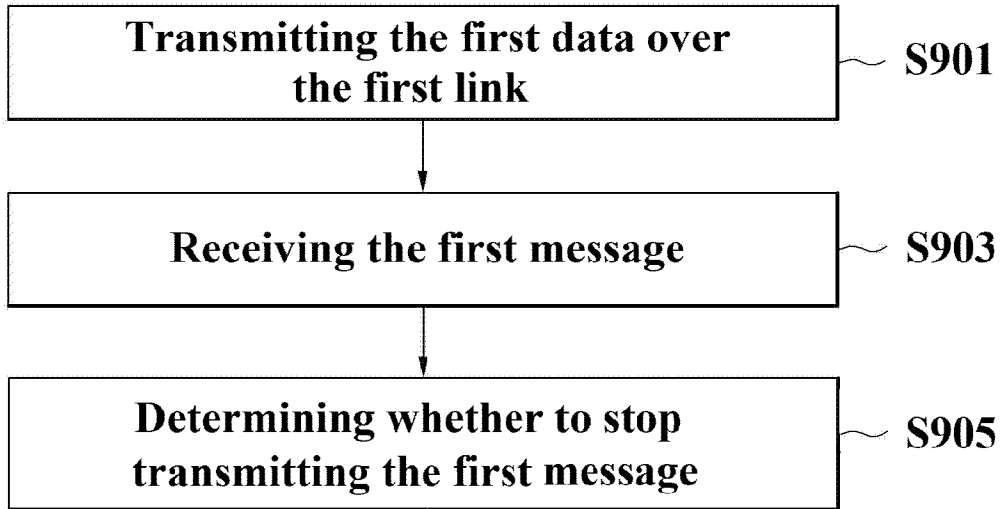 Transmitting the first data over
the first link
S901
Receiving the first message
S903
Determining whether to stop
transmitting the first message
S905